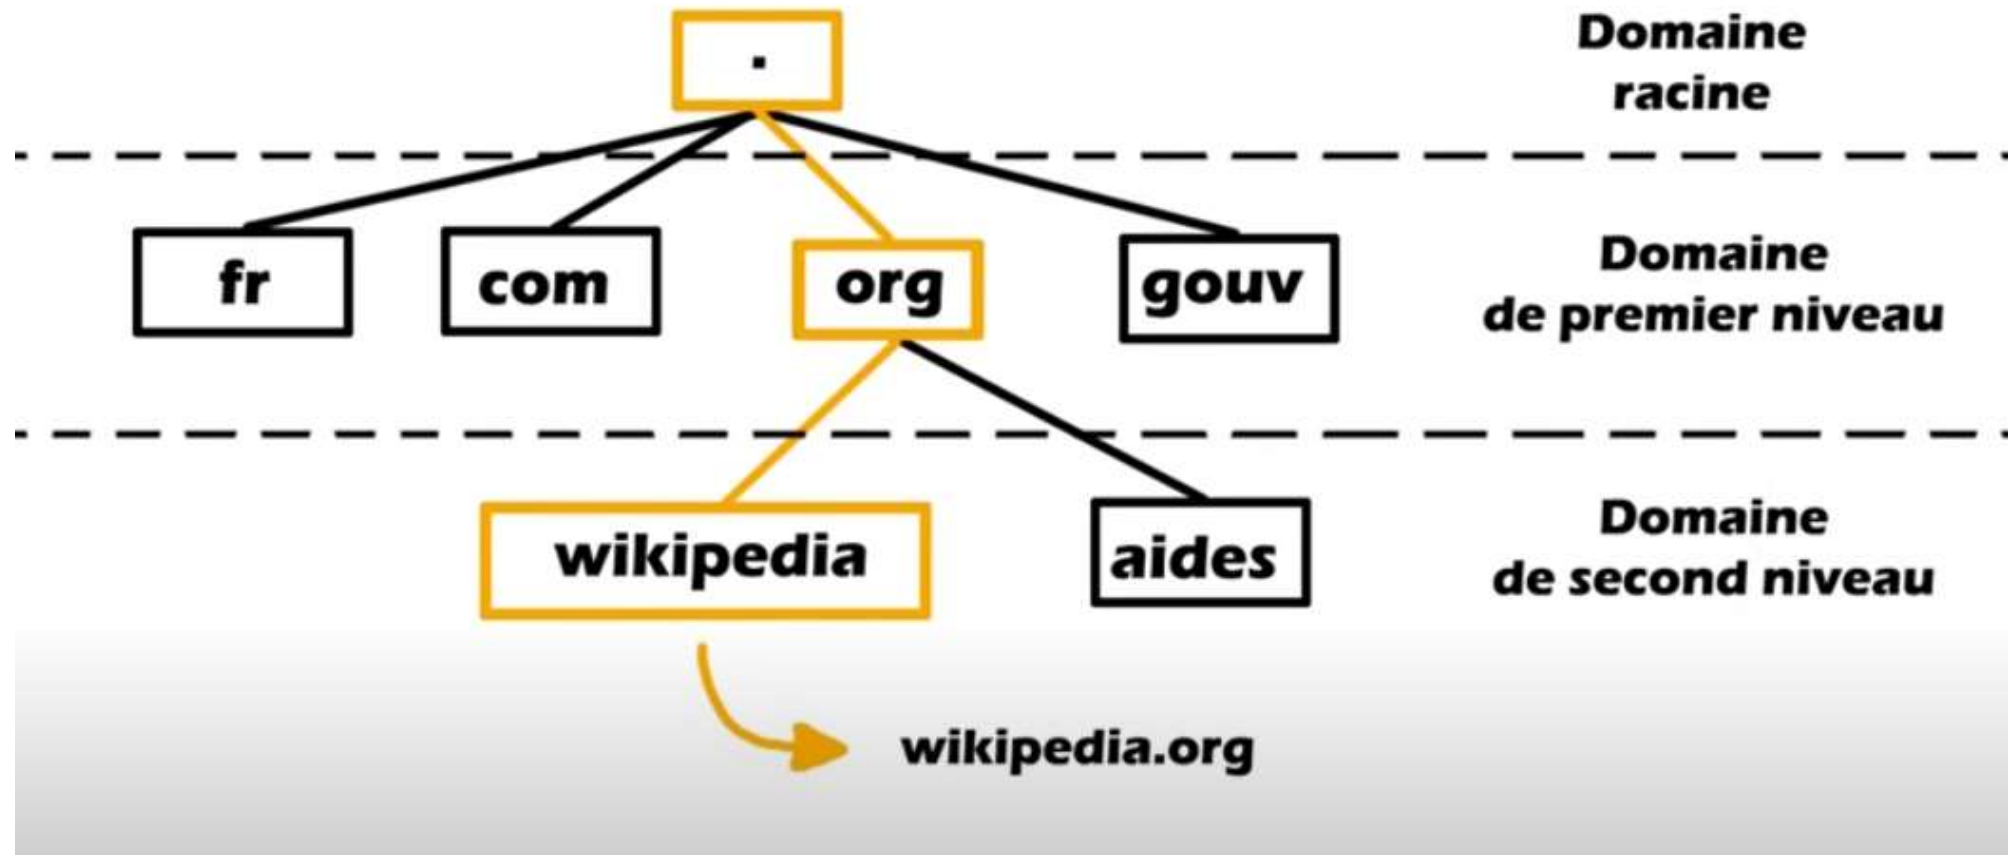 .
Domaine
racine
fr
com
org
gouv
Domaine
de premier niveau
wikipedia
aides
Domaine
de second niveau
wikipedia.org